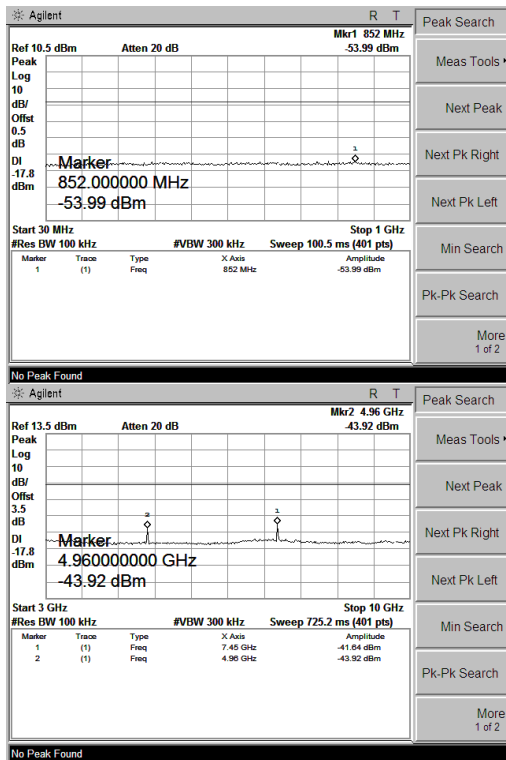 Agilent R T
Peak Search
Mkr1 852 MHz
Ref 10.5 dBm Atten 20 dB -53.99 dBm
Peak
Log
10
dB/
Offst
0.5
dB
DI
-17.8
dBm
1
Marker
852.000000 MHz
-53.99 dBm
Start 30 MHz Stop 1 GHz
#Res BW 100 kHz #VBW 300 kHz Sweep 100.5 ms (401 pts)
Marker Trace Type X Axis Amplitude
1 (1) Freq 852 MHz -53.99 dBm
Meas Tools
Next Peak
Next Pk Right
Next Pk Left
Min Search
Pk-Pk Search
More
1 of 2
No Peak Found
Agilent R T
Peak Search
Mkr2 4.96 GHz
Ref 13.5 dBm Atten 20 dB -43.92 dBm
Peak
Log
10
dB/
Offst
3.5
dB
DI
-17.8
dBm
2
1
Marker
4.960000000 GHz
-43.92 dBm
Start 3 GHz Stop 10 GHz
#Res BW 100 kHz #VBW 300 kHz Sweep 725.2 ms (401 pts)
Marker Trace Type X Axis Amplitude
1 (1) Freq 7.45 GHz -41.64 dBm
2 (1) Freq 4.96 GHz -43.92 dBm
Meas Tools
Next Peak
Next Pk Right
Next Pk Left
Min Search
Pk-Pk Search
More
1 of 2
No Peak Found